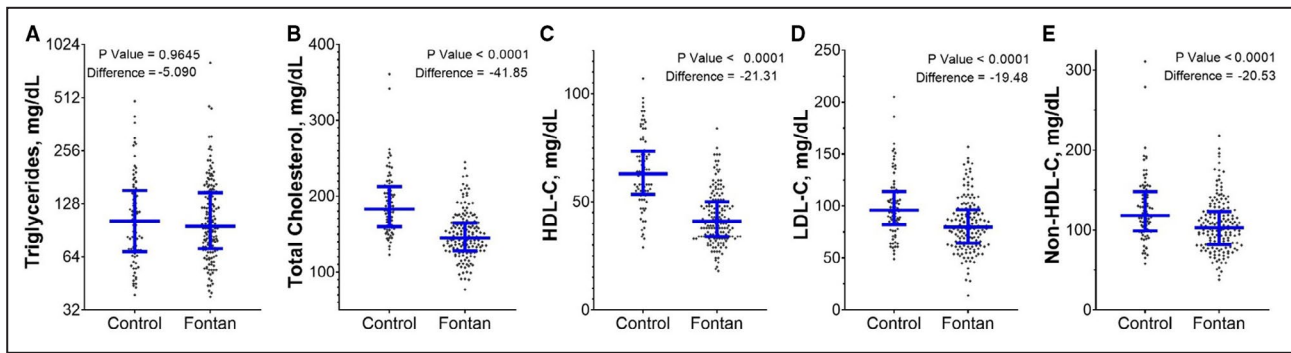 A
P Value = 0.9645
Difference = -5.090
Triglycerides, mg/dL
1024
512
256
128
64
32
Control Fontan
B
P Value < 0.0001
Difference = -41.85
Total Cholesterol, mg/dL
400
300
200
100
Control Fontan
C
P Value < 0.0001
Difference = -21.31
HDL-C, mg/dL
100
50
0
Control Fontan
D
P Value < 0.0001
Difference = -19.48
LDL-C, mg/dL
250
200
150
100
50
0
Control Fontan
E
P Value < 0.0001
Difference = -20.53
Non-HDL-C, mg/dL
300
200
100
0
Control Fontan